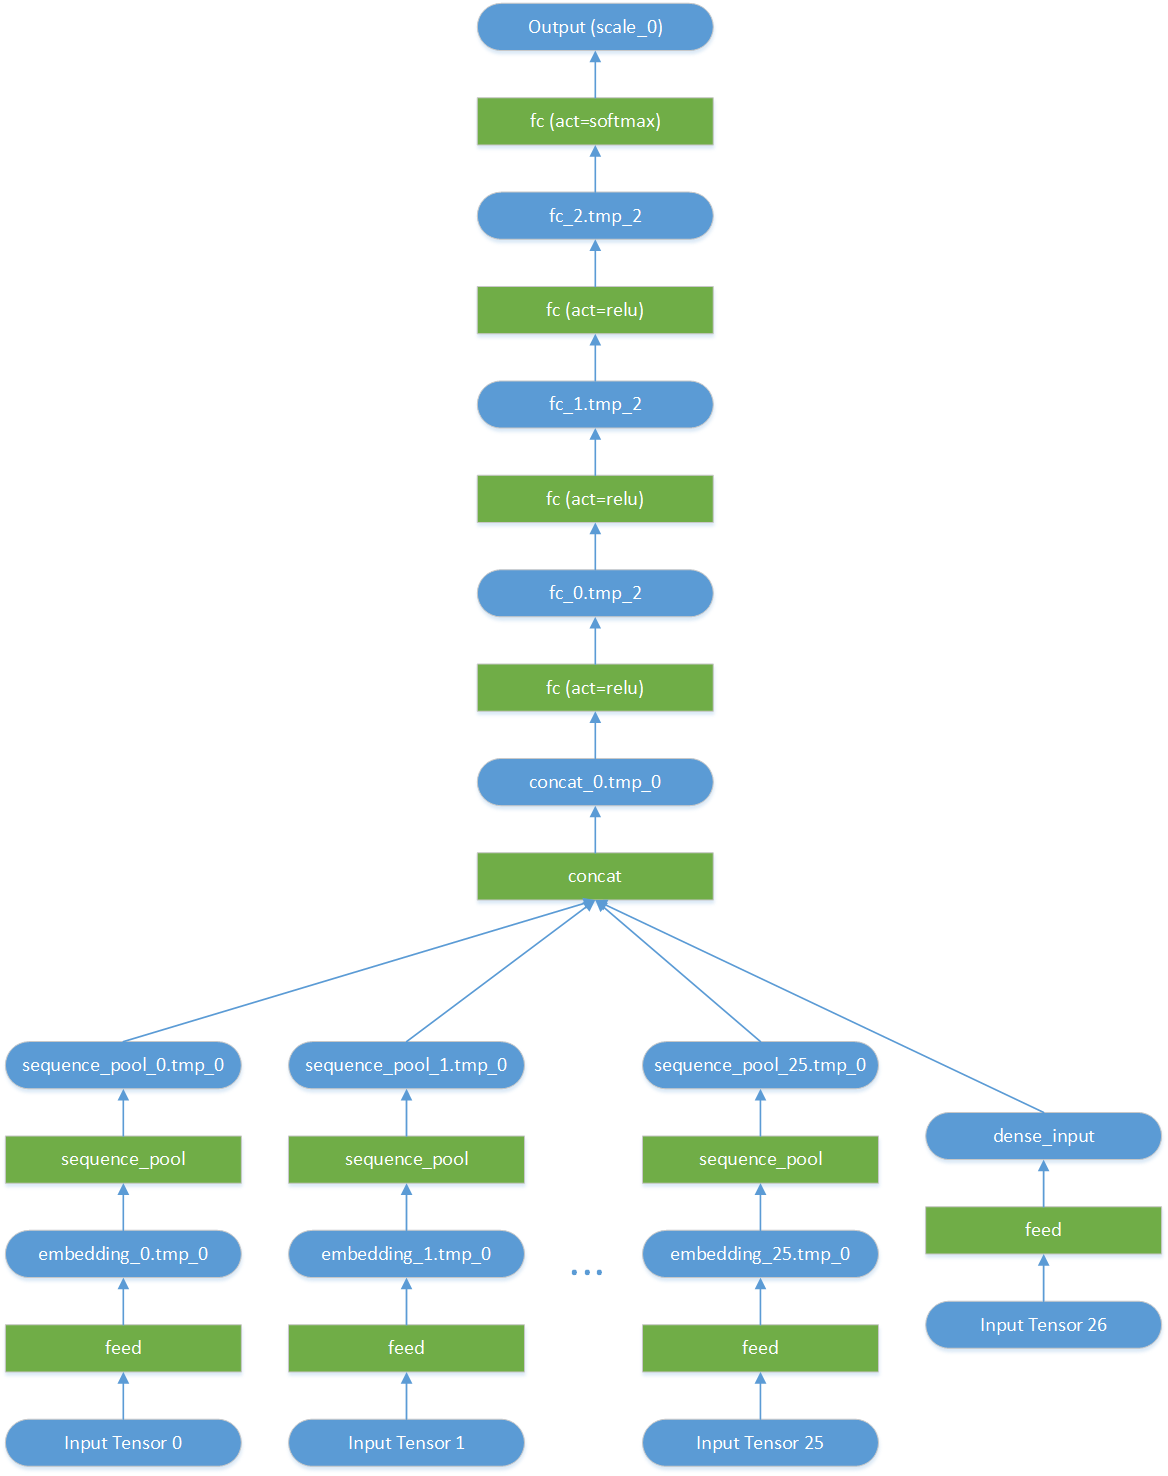 Output (scale_0)
fc (act=softmax)
fc_2.tmp_2
fc (act=relu)
fc_1.tmp_2
fc (act=relu)
fc_0.tmp_2
fc (act=relu)
concat_0.tmp_0
concat
sequence_pool_0.tmp_0
sequence_pool_1.tmp_0
sequence_pool_25.tmp_0
dense_input
sequence_pool
sequence_pool
sequence_pool
feed
embedding_0.tmp_0
embedding_1.tmp_0
...
embedding_25.tmp_0
Input Tensor 26
feed
feed
feed
Input Tensor 0
Input Tensor 1
Input Tensor 25